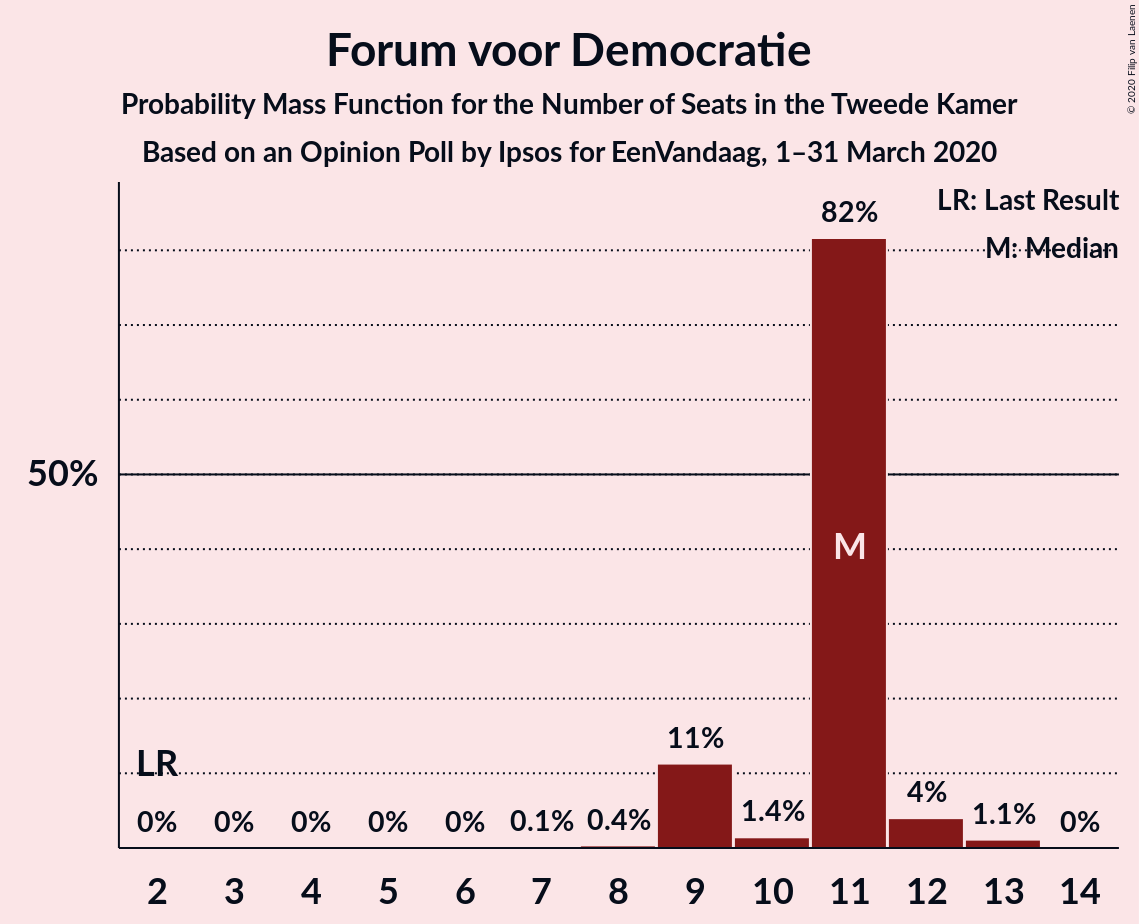 Forum voor Democratie
Probability Mass Function for the Number of Seats in the Tweede Kamer
Based on an Opinion Poll by Ipsos for EenVandaag, 1–31 March 2020
© 2020 Filip van Laenen
LR: Last Result
M: Median
82%
50%
M
LR
11%
4%
1.4%
1.1%
0% 0% 0% 0% 0% 0.1% 0.4% 0%
2 3 4 5 6 7 8 9 10 11 12 13 14